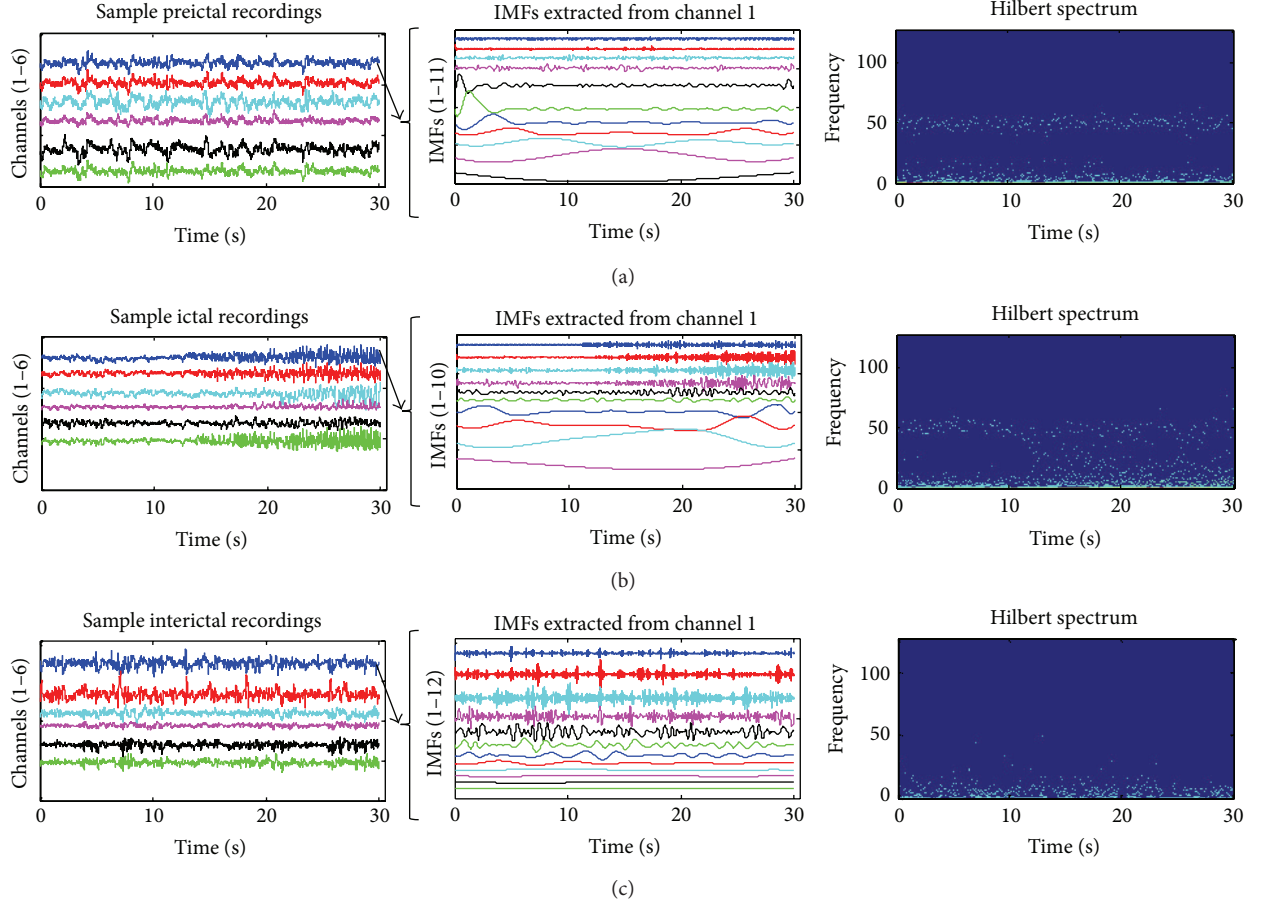 Sample preictal recordings
IMFs extracted from channel 1
Hilbert spectrum
Channels (1–6)
IMFs (1–11)
Frequency
100
50
0
0 10 20 30
0 10 20 30
0 10 20 30
Time (s)
Time (s)
Time (s)
(a)
Sample ictal recordings
IMFs extracted from channel 1
Hilbert spectrum
Channels (1–6)
IMFs (1–10)
Frequency
100
50
0
0 10 20 30
0 10 20 30
0 10 20 30
Time (s)
Time (s)
Time (s)
(b)
Sample interictal recordings
IMFs extracted from channel 1
Hilbert spectrum
Channels (1–6)
IMFs (1–12)
Frequency
100
50
0
0 10 20 30
0 10 20 30
0 10 20 30
Time (s)
Time (s)
Time (s)
(c)